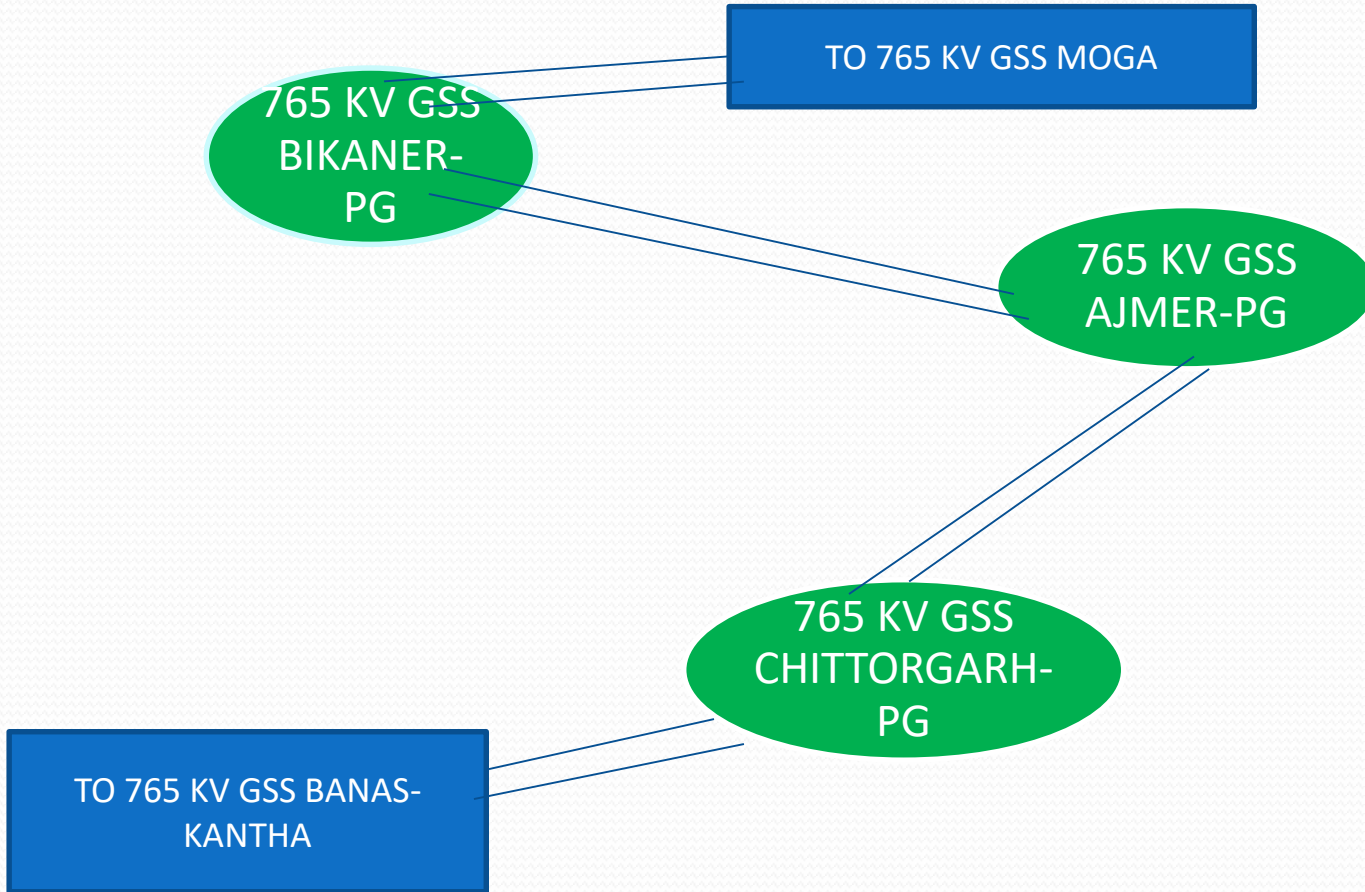 TO 765 KV GSS MOGA
765 KV GSS
BIKANER-
PG
765 KV GSS
AJMER-PG
765 KV GSS
CHITTORGARH-
PG
TO 765 KV GSS BANAS-
KANTHA